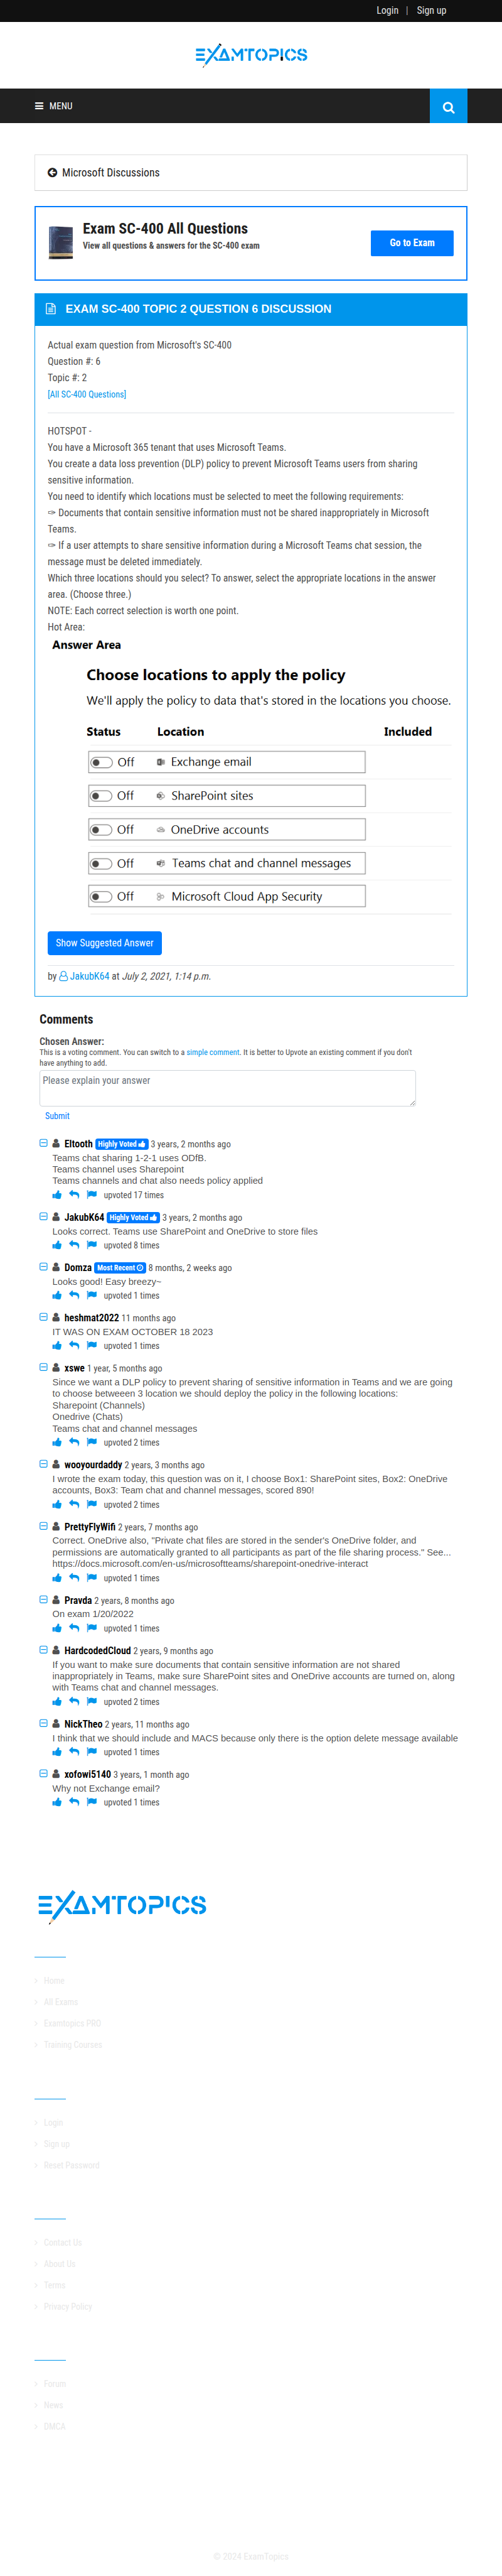 Login | Sign up
EXAMTOPICS
MENU
Microsoft Discussions
Exam SC-400 All Questions
View all questions & answers for the SC-400 exam
Go to Exam
EXAM SC-400 TOPIC 2 QUESTION 6 DISCUSSION
Actual exam question from Microsoft's SC-400
Question #: 6
Topic #: 2
[All SC-400 Questions]
HOTSPOT -
You have a Microsoft 365 tenant that uses Microsoft Teams.
You create a data loss prevention (DLP) policy to prevent Microsoft Teams users from sharing
sensitive information.
You need to identify which locations must be selected to meet the following requirements:
✑ Documents that contain sensitive information must not be shared inappropriately in Microsoft
Teams.
✑ If a user attempts to share sensitive information during a Microsoft Teams chat session, the
message must be deleted immediately.
Which three locations should you select? To answer, select the appropriate locations in the answer
area. (Choose three.)
NOTE: Each correct selection is worth one point.
Hot Area:
Answer Area
Choose locations to apply the policy
We'll apply the policy to data that's stored in the locations you choose.
Status Location Included
Off Exchange email
Off SharePoint sites
Off OneDrive accounts
Off Teams chat and channel messages
Off Microsoft Cloud App Security
Show Suggested Answer
by JakubK64 at July 2, 2021, 1:14 p.m.
Comments
Chosen Answer:
This is a voting comment. You can switch to a simple comment. It is better to Upvote an existing comment if you don't
have anything to add.
Please explain your answer
Submit
Eltooth Highly Voted 3 years, 2 months ago
Teams chat sharing 1-2-1 uses ODfB.
Teams channel uses Sharepoint
Teams channels and chat also needs policy applied
upvoted 17 times
JakubK64 Highly Voted 3 years, 2 months ago
Looks correct. Teams use SharePoint and OneDrive to store files
upvoted 8 times
Domza Most Recent 8 months, 2 weeks ago
Looks good! Easy breezy~
upvoted 1 times
heshmat2022 11 months ago
IT WAS ON EXAM OCTOBER 18 2023
upvoted 1 times
xswe 1 year, 5 months ago
Since we want a DLP policy to prevent sharing of sensitive information in Teams and we are going
to choose betweeen 3 location we should deploy the policy in the following locations:
Sharepoint (Channels)
Onedrive (Chats)
Teams chat and channel messages
upvoted 2 times
wooyourdaddy 2 years, 3 months ago
I wrote the exam today, this question was on it, I choose Box1: SharePoint sites, Box2: OneDrive
accounts, Box3: Team chat and channel messages, scored 890!
upvoted 2 times
PrettyFlyWifi 2 years, 7 months ago
Correct. OneDrive also, "Private chat files are stored in the sender's OneDrive folder, and
permissions are automatically granted to all participants as part of the file sharing process." See...
https://docs.microsoft.com/en-us/microsoftteams/sharepoint-onedrive-interact
upvoted 1 times
Pravda 2 years, 8 months ago
On exam 1/20/2022
upvoted 1 times
HardcodedCloud 2 years, 9 months ago
If you want to make sure documents that contain sensitive information are not shared
inappropriately in Teams, make sure SharePoint sites and OneDrive accounts are turned on, along
with Teams chat and channel messages.
upvoted 2 times
NickTheo 2 years, 11 months ago
I think that we should include and MACS because only there is the option delete message available
upvoted 1 times
xofowi5140 3 years, 1 month ago
Why not Exchange email?
upvoted 1 times
EXAMTOPICS
Home
All Exams
Examtopics PRO
Training Courses
Login
Sign up
Reset Password
Contact Us
About Us
Terms
Privacy Policy
Forum
News
DMCA
© 2024 ExamTopics